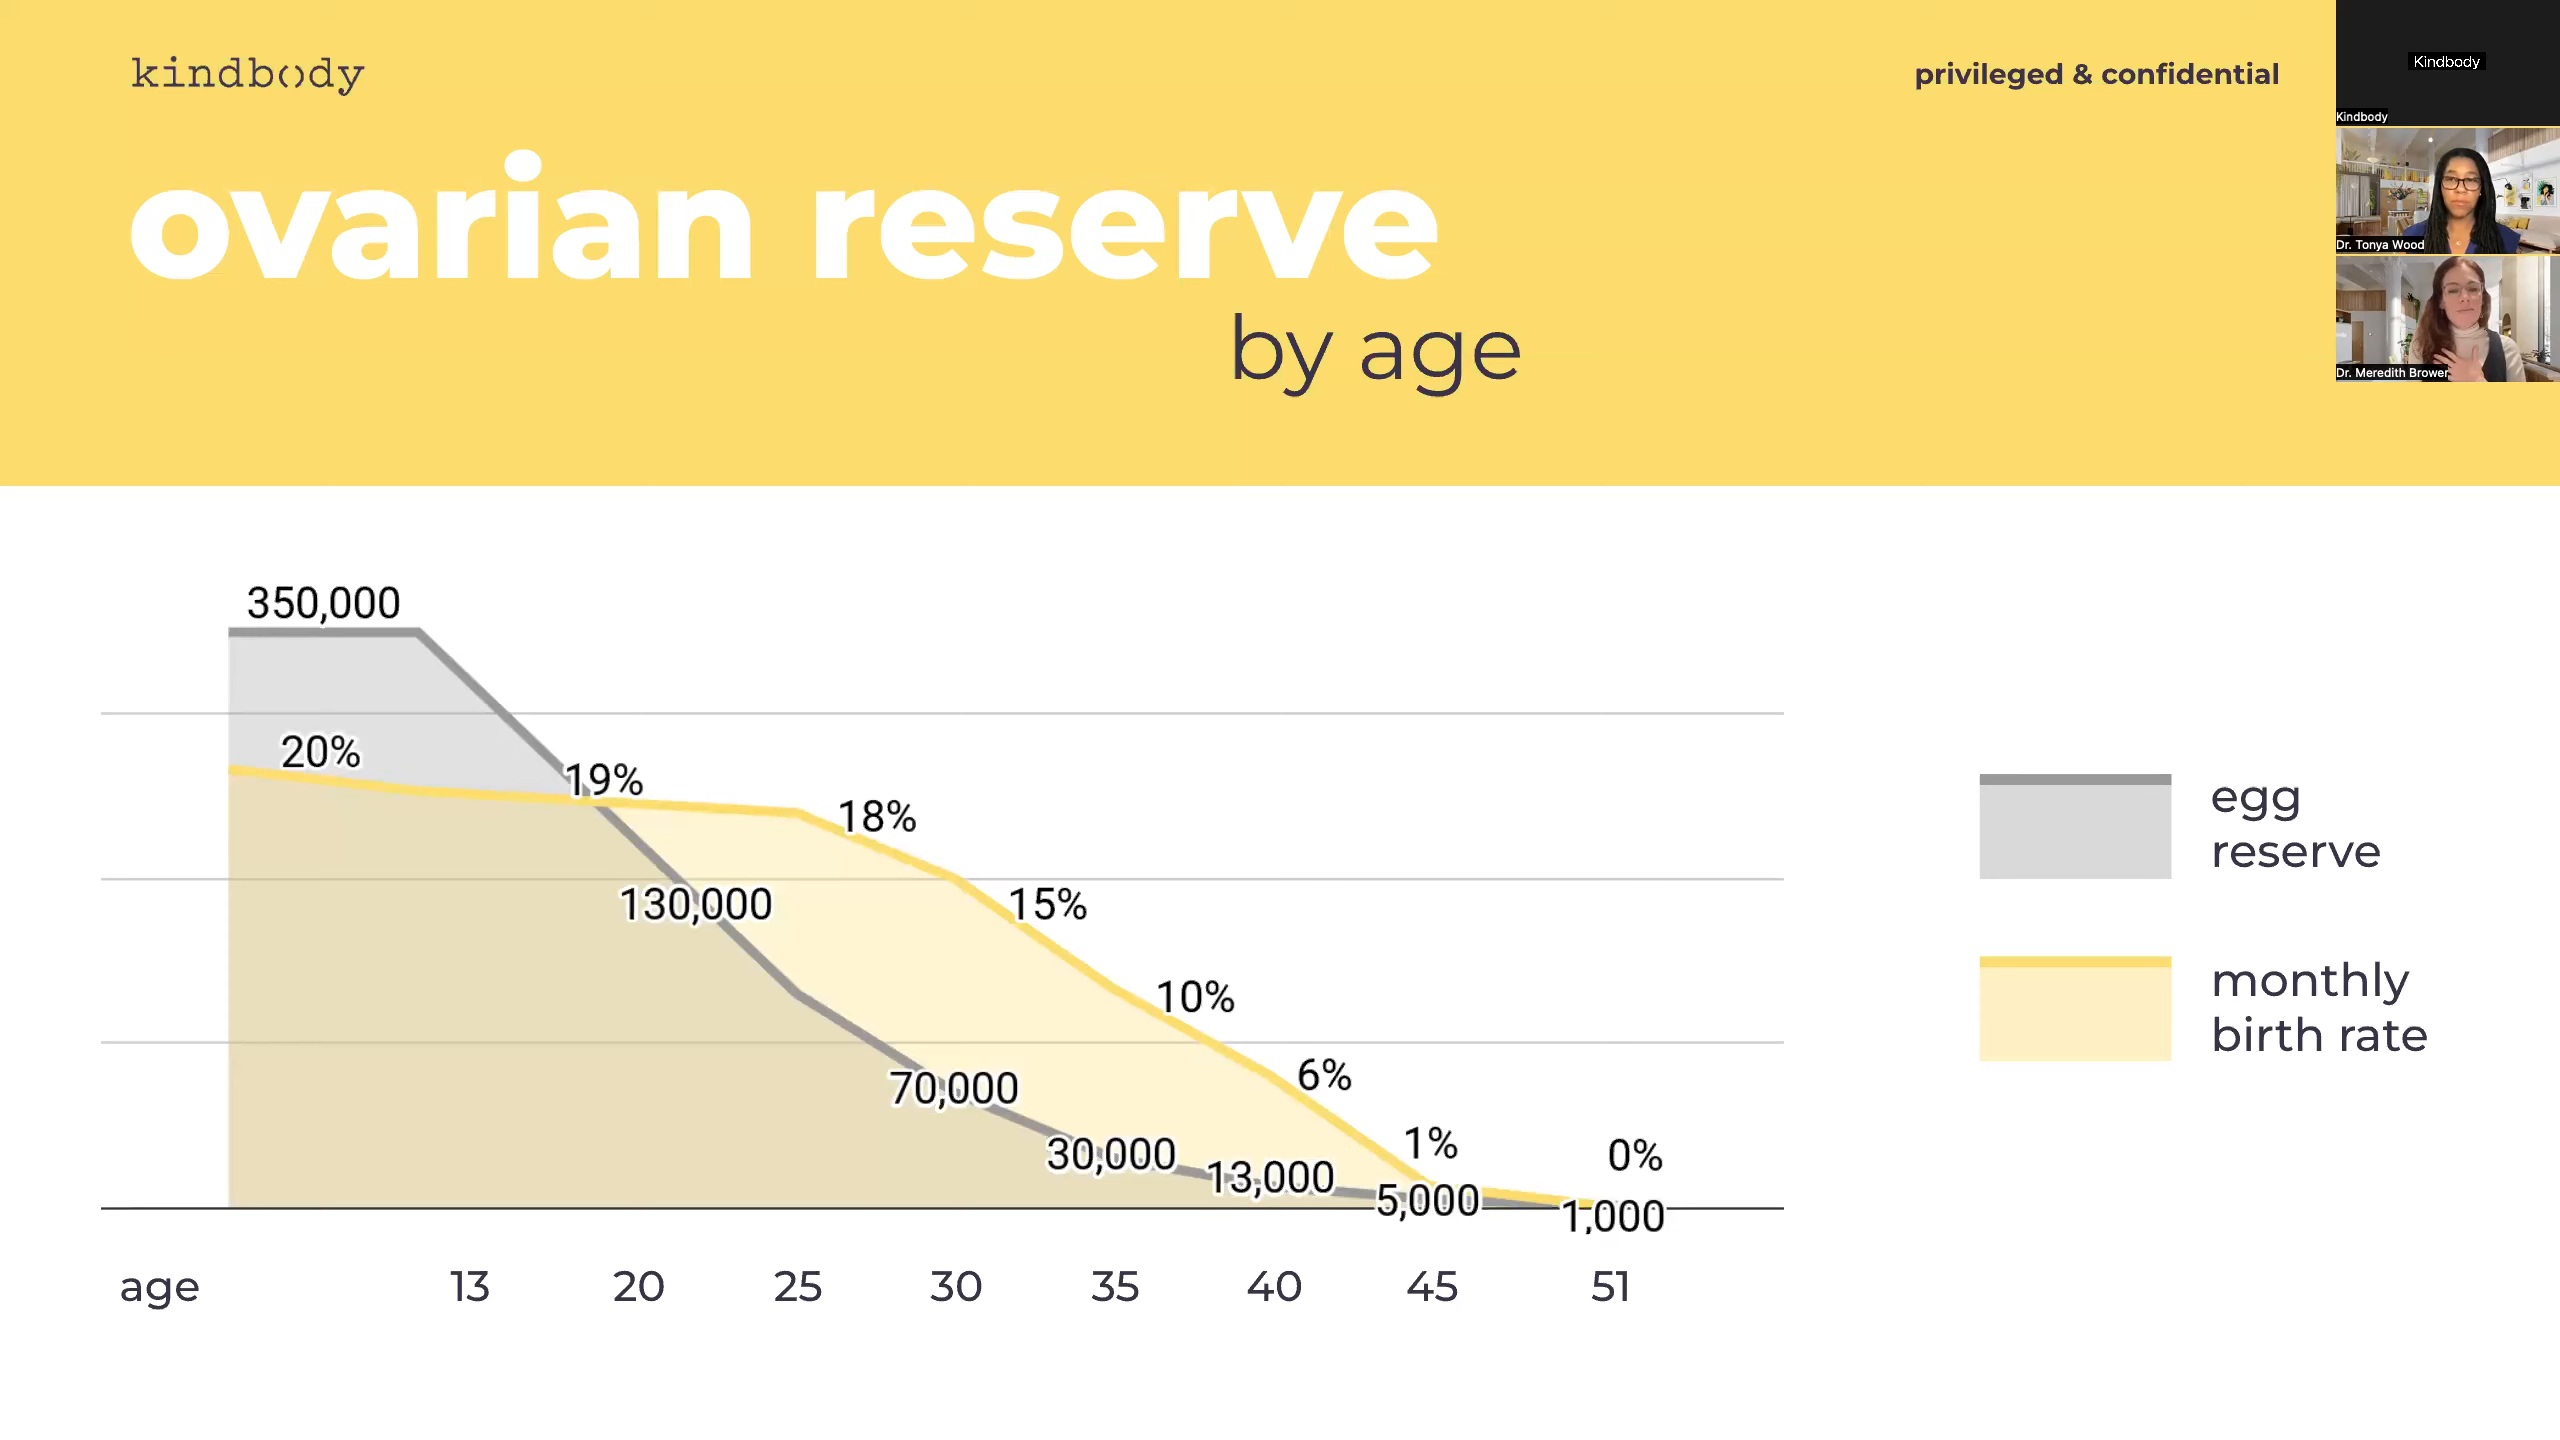 kindbody
privileged & confidential
Kindbody
Kindbody
Dr. Tonya Wood
Dr. Meredith Brower
ovarian reserve
by age
350,000
20%
19%
18%
130,000
15%
10%
70,000
6%
30,000
13,000
1%
5,000
0%
1,000
age 13 20 25 30 35 40 45 51
egg
reserve
monthly
birth rate